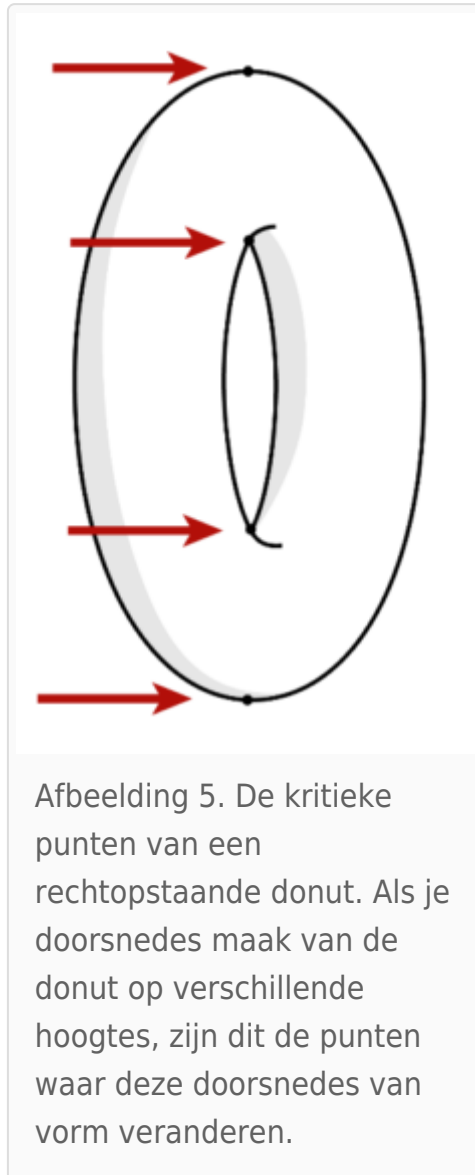 Afbeelding 5. De kritieke
punten van een
rechtopstaande donut. Als je
doorsnedes maak van de
donut op verschillende
hoogtes, zijn dit de punten
waar deze doorsnedes van
vorm veranderen.